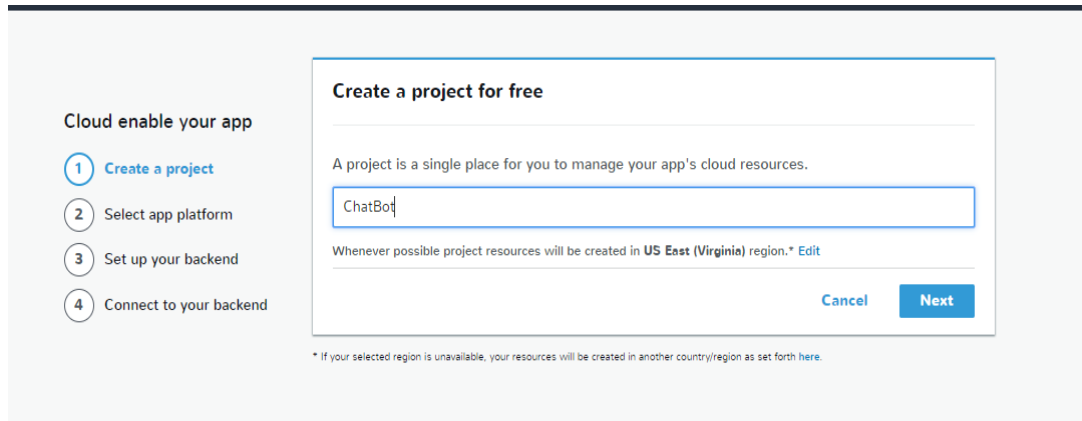 Cloud enable your app
1 Create a project
2 Select app platform
3 Set up your backend
4 Connect to your backend
Create a project for free
A project is a single place for you to manage your app's cloud resources.
ChatBot
Whenever possible project resources will be created in US East (Virginia) region.* Edit
Cancel Next
* If your selected region is unavailable, your resources will be created in another country/region as set forth here.